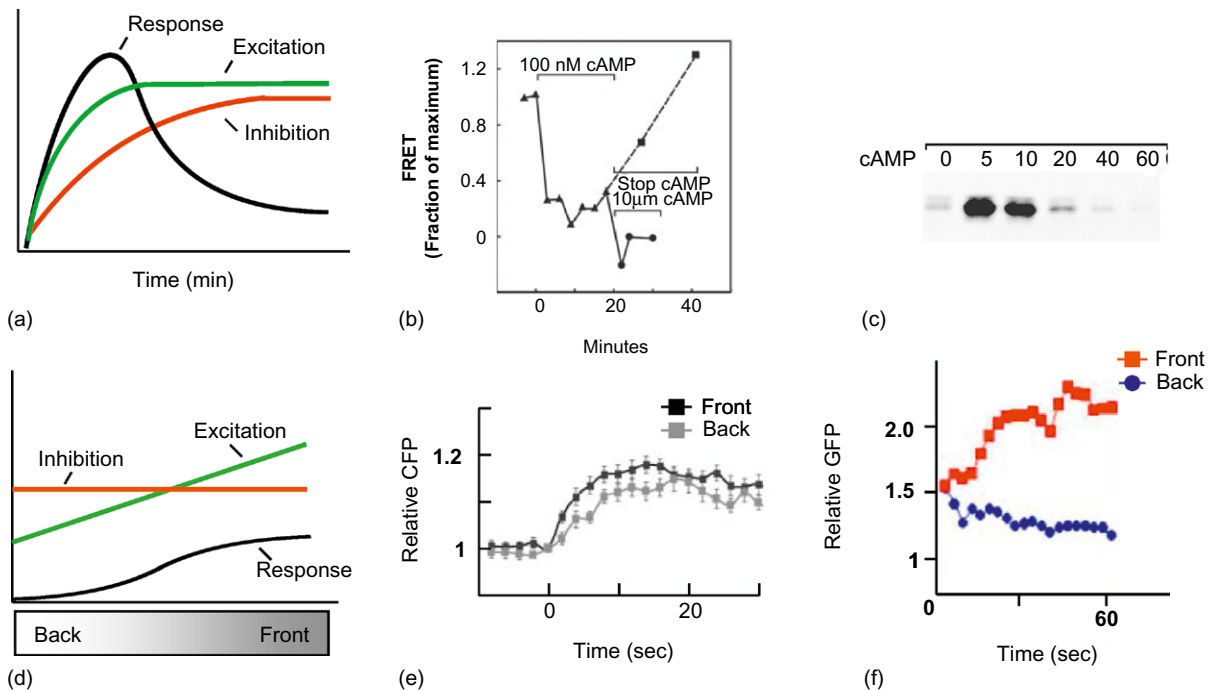 Response
Excitation
Inhibition
Time (min)
(a)
FRET
(Fraction of maximum)
1.2
0.8
0.4
0
100 nM cAMP
Stop cAMP
10μm cAMP
0 20 40
Minutes
(b)
cAMP 0 5 10 20 40 60
(c)
Inhibition
Excitation
Response
Back Front
(d)
Front
Back
Relative CFP
1.2
1
0 20
Time (sec)
(e)
Front
Back
Relative GFP
2.0
1.5
1
0 60
Time (sec)
(f)